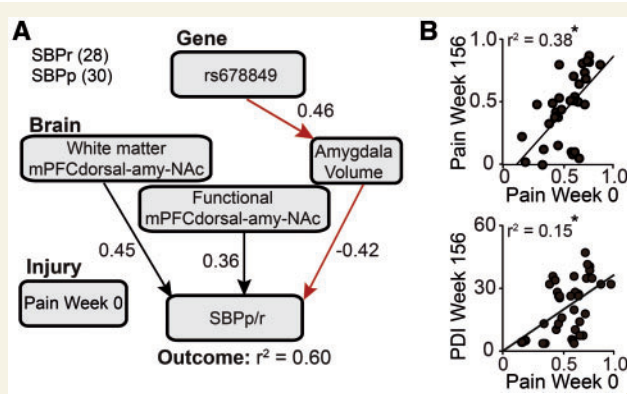 A
SBPr (28)
SBPp (30)
Gene
rs678849
0.46
Brain
White matter
mPFCdorsal-amy-NAc
Amygdala
Volume
Functional
mPFCdorsal-amy-NAc
0.45
0.36
-0.42
Injury
Pain Week 0
SBPp/r
Outcome: r² = 0.60
B
Pain Week 156
1.0
0.5
0
r² = 0.38*
0
0.5
1.0
Pain Week 0
PDI Week 156
60
30
0
r² = 0.15*
0
0.5
1.0
Pain Week 0